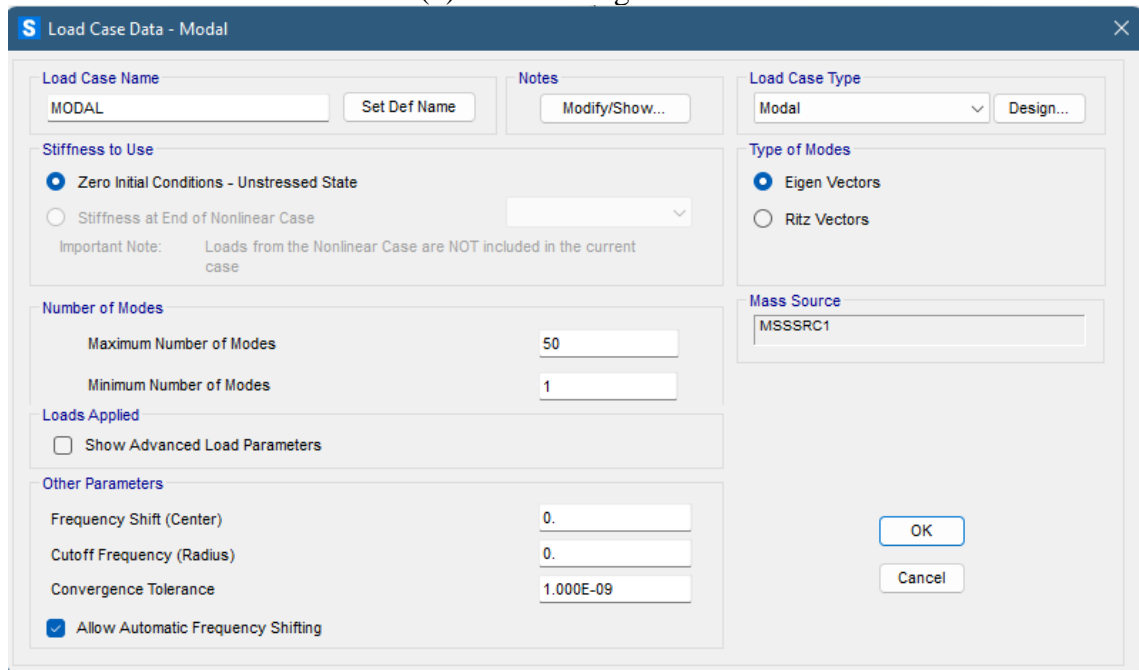 S Load Case Data - Modal
Load Case Name
MODAL
Set Def Name
Notes
Modify/Show...
Load Case Type
Modal
Design...
Stiffness to Use
Zero Initial Conditions - Unstressed State
Stiffness at End of Nonlinear Case
Important Note: Loads from the Nonlinear Case are NOT included in the current
case
Type of Modes
Eigen Vectors
Ritz Vectors
Number of Modes
Maximum Number of Modes 50
Minimum Number of Modes 1
Mass Source
MSSSRC1
Loads Applied
Show Advanced Load Parameters
Other Parameters
Frequency Shift (Center) 0.
Cutoff Frequency (Radius) 0.
Convergence Tolerance 1.000E-09
Allow Automatic Frequency Shifting
OK
Cancel